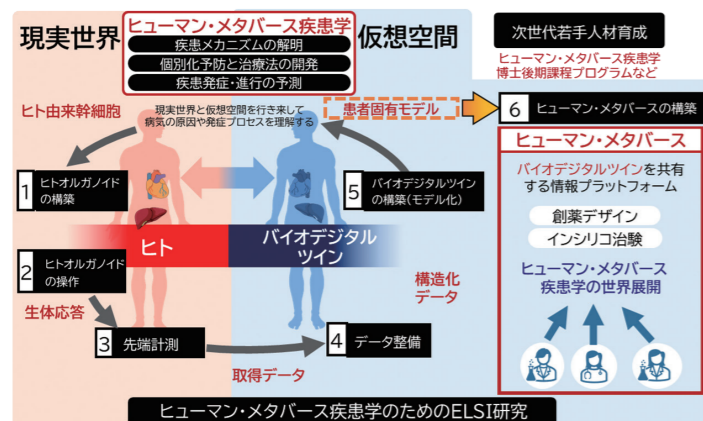 現実世界
ヒューマン・メタバース疾患学
疾患メカニズムの解明
個別化予防と治療法の開発
疾患発症・進行の予測
仮想空間
次世代若手人材育成
ヒューマン・メタバース疾患学
博士後期課程プログラムなど
ヒト由来幹細胞
現実世界と仮想空間を行き来して
病気の原因や発症プロセスを理解する
患者固有モデル
6 ヒューマン・メタバースの構築
1 ヒトオルガノイド
の構築
5 バイオデジタルツイン
の構築(モデル化)
ヒューマン・メタバース
バイオデジタルツインを共有
する情報プラットフォーム
創薬デザイン
インシリコ治験
ヒューマン・メタバース
疾患学の世界展開
ヒト
バイオデジタル
ツイン
2 ヒトオルガノイド
の操作
構造化
データ
生体応答
3 先端計測
4 データ整備
取得データ
ヒューマン・メタバース疾患学のためのELSI研究